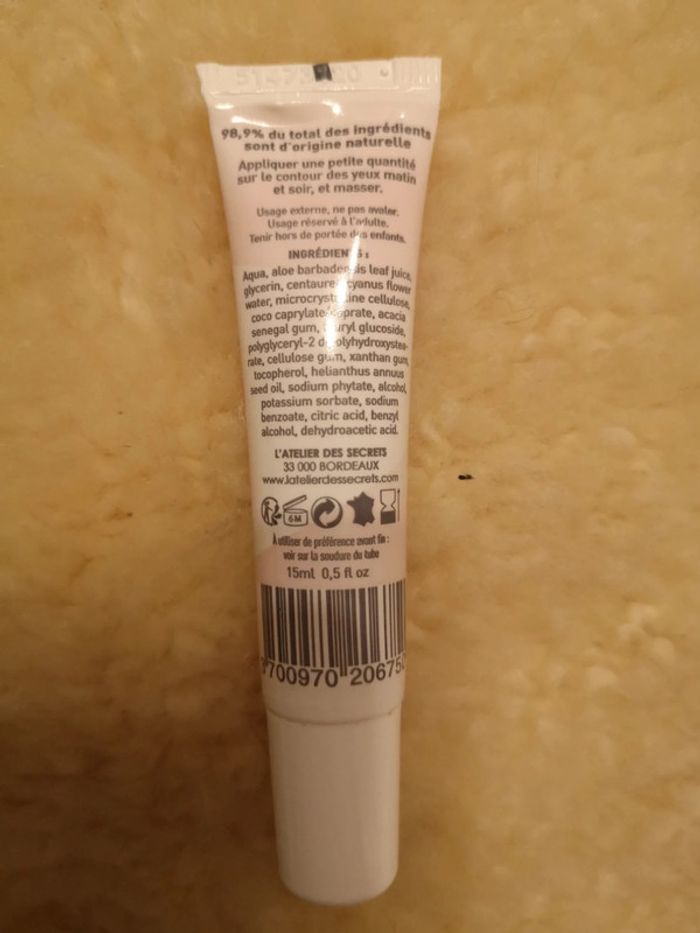 98,9% du total des ingrédients
sont d'origine naturelle
Appliquer une petite quantité
sur le contour des yeux matin
et soir, et masser.
Usage externe, ne pas avaler.
Usage réservé à l'adulte.
Tenir hors de portée des enfants.
INGRÉDIENTS :
Aqua, aloe barbadensis leaf juice,
glycerin, centaurea cyanus flower
water, microcrystalline cellulose,
coco caprylate/caprate, acacia
senegal gum, lauryl glucoside,
polyglyceryl-2 dipolyhydroxystea-
rate, cellulose gum, xanthan gum,
tocopherol, helianthus annuus
seed oil, sodium phytate, alcohol,
potassium sorbate, sodium
benzoate, citric acid, benzyl
alcohol, dehydroacetic acid.
L'ATELIER DES SECRETS
33 000 BORDEAUX
www.latelierdessecrets.com
6M
À utiliser de préférence avant fin :
voir sur la soudure du tube
15ml 0,5 fl oz
700970 20675